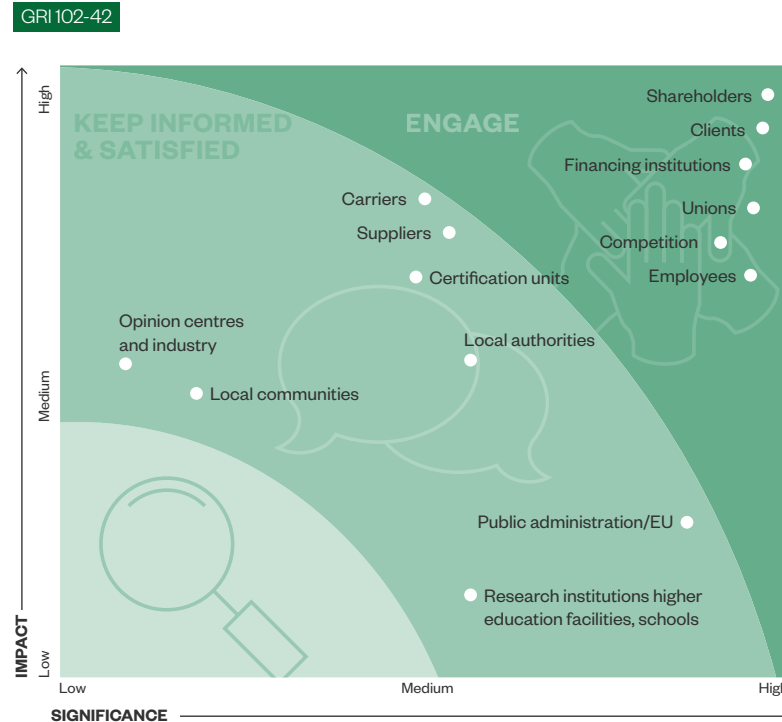 GRI 102-42
High
KEEP INFORMED
& SATISFIED
ENGAGE
Shareholders
Clients
Financing institutions
Carriers
Unions
Suppliers
Competition
Certification units
Employees
Opinion centres
and industry
Local authorities
Local communities
Medium
Public administration/EU
Research institutions higher
education facilities, schools
IMPACT
Low
Low
Medium
High
SIGNIFICANCE